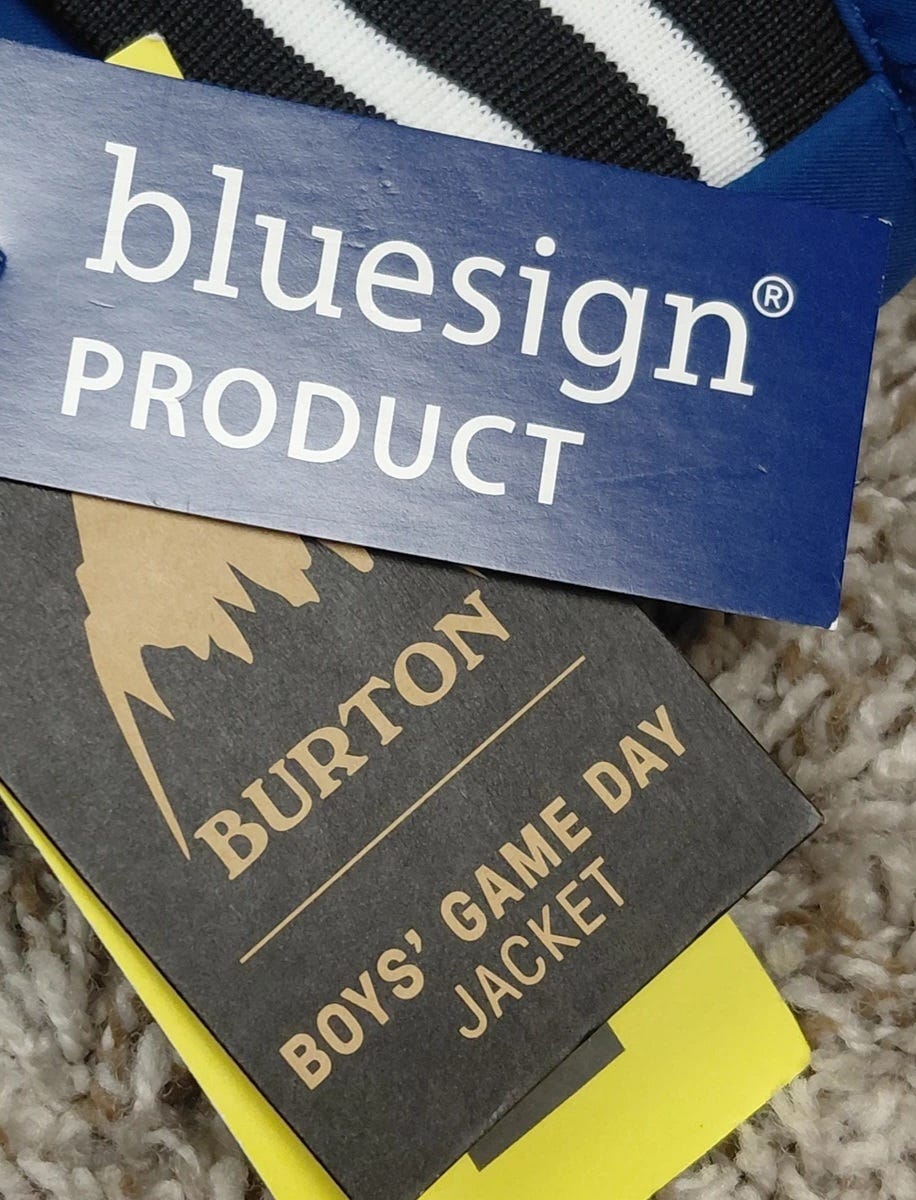 bluesign®
PRODUCT
BURTON
BOYS' GAME DAY
JACKET